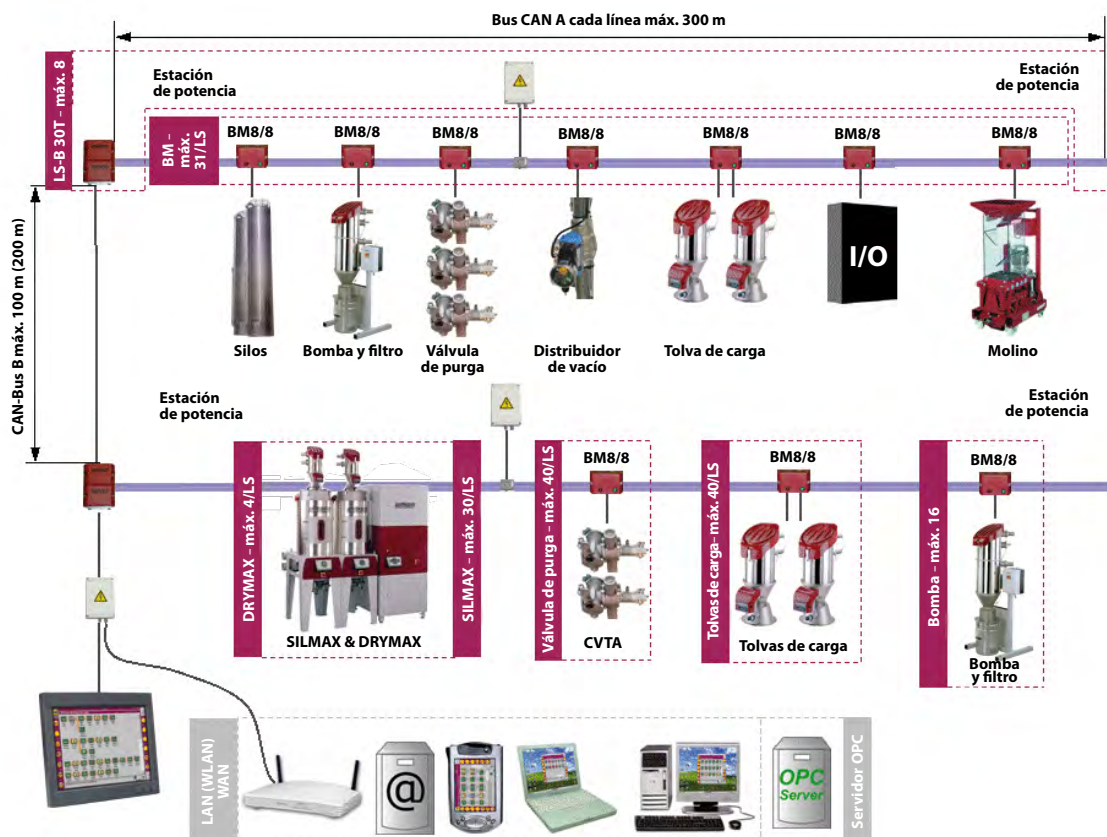 Bus CAN A cada línea máx. 300 m
LS-B 30T – máx. 8
Estación
de potencia
Estación
de potencia
BM –
máx.
31/LS
BM8/8
BM8/8
BM8/8
BM8/8
BM8/8
BM8/8
BM8/8
I/O
Silos
Bomba y filtro
Válvula
de purga
Distribuidor
de vacío
Tolva de carga
Molino
CAN-Bus B máx. 100 m (200 m)
Estación
de potencia
Estación
de potencia
DRYMAX – máx. 4/LS
SILMAX & DRYMAX
SILMAX – máx. 30/LS
Válvula de purga – máx. 40/LS
BM8/8
CVTA
Tolvas de carga– máx. 40/LS
BM8/8
Tolvas de carga
Bomba – máx. 16
BM8/8
Bomba
y filtro
LAN (WLAN)
WAN
@
OPC
Server
Servidor OPC